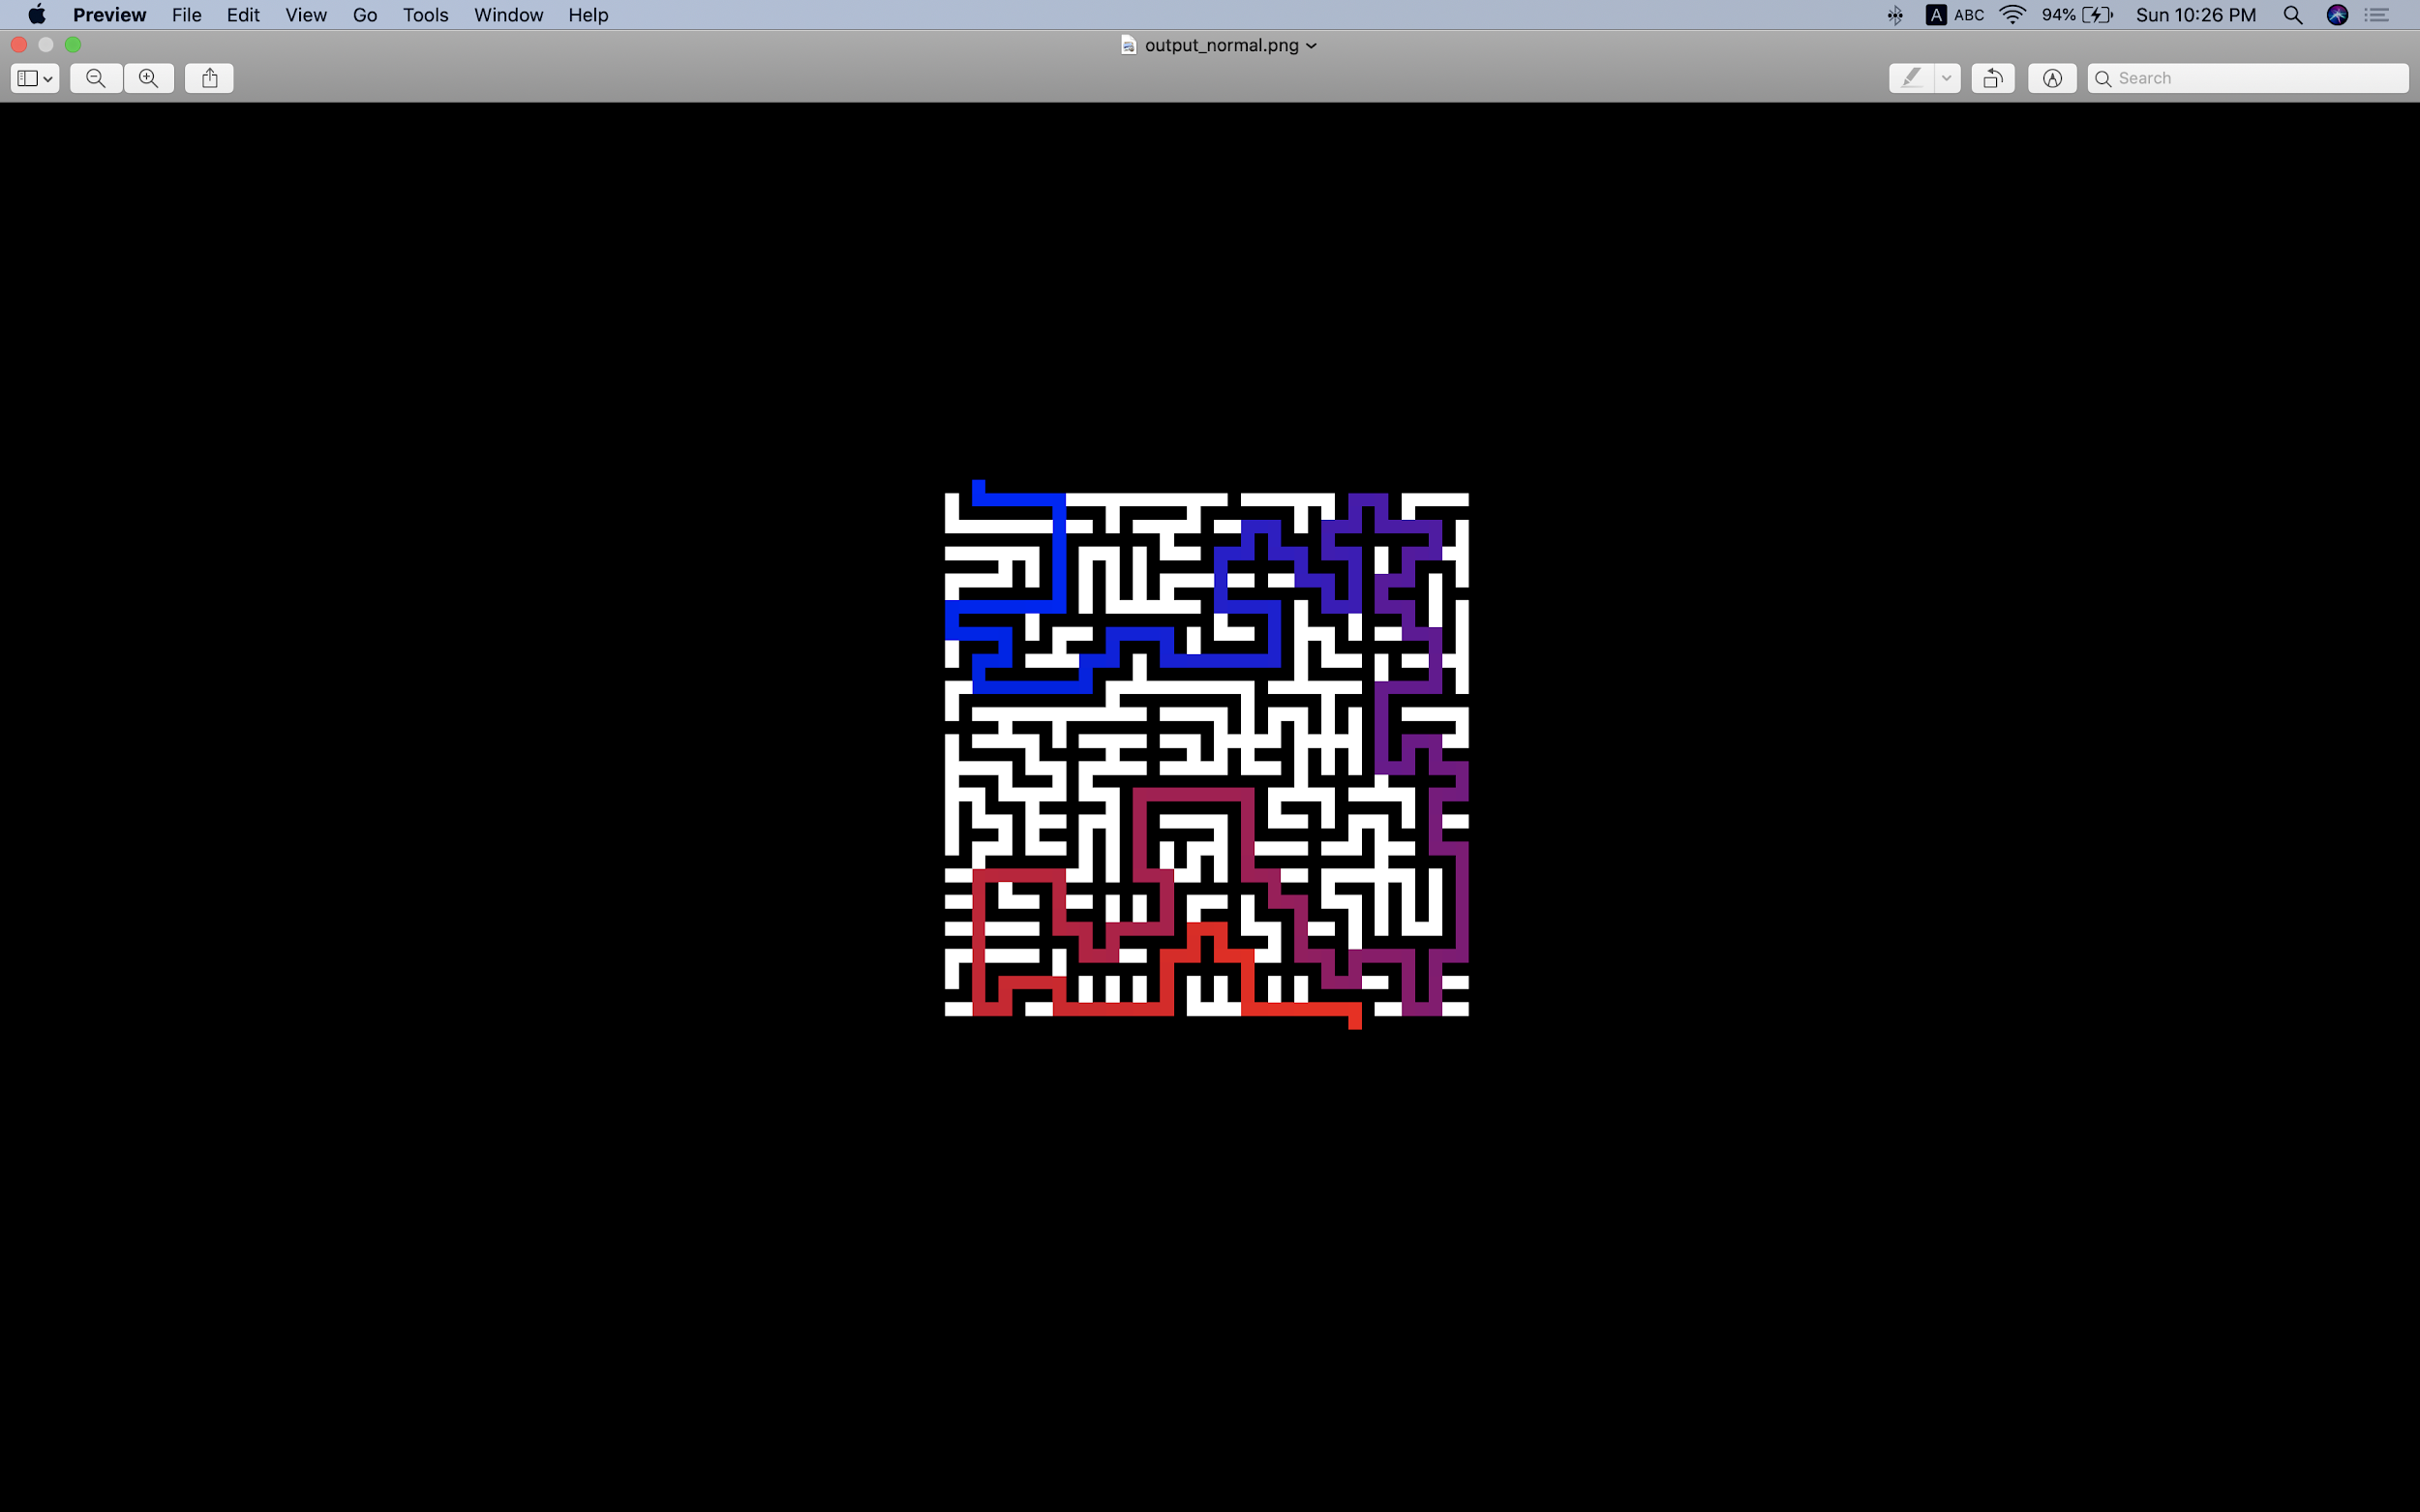 Preview File Edit View Go Tools Window Help A ABC 94% Sun 10:26 PM
output_normal.png
Search